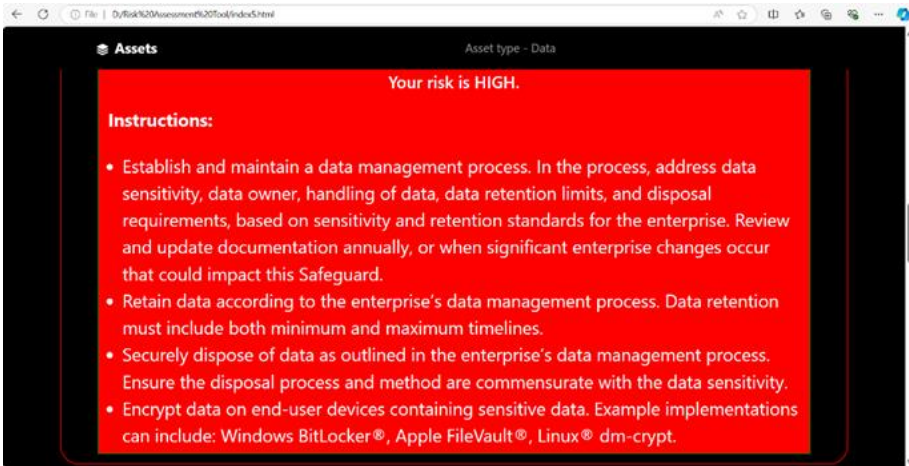 File | D:/Risk%20Assessment%20Tool/index5.html
Assets Asset type - Data
Your risk is HIGH.
Instructions:
• Establish and maintain a data management process. In the process, address data
sensitivity, data owner, handling of data, data retention limits, and disposal
requirements, based on sensitivity and retention standards for the enterprise. Review
and update documentation annually, or when significant enterprise changes occur
that could impact this Safeguard.
• Retain data according to the enterprise's data management process. Data retention
must include both minimum and maximum timelines.
• Securely dispose of data as outlined in the enterprise's data management process.
Ensure the disposal process and method are commensurate with the data sensitivity.
• Encrypt data on end-user devices containing sensitive data. Example implementations
can include: Windows BitLocker®, Apple FileVault®, Linux® dm-crypt.